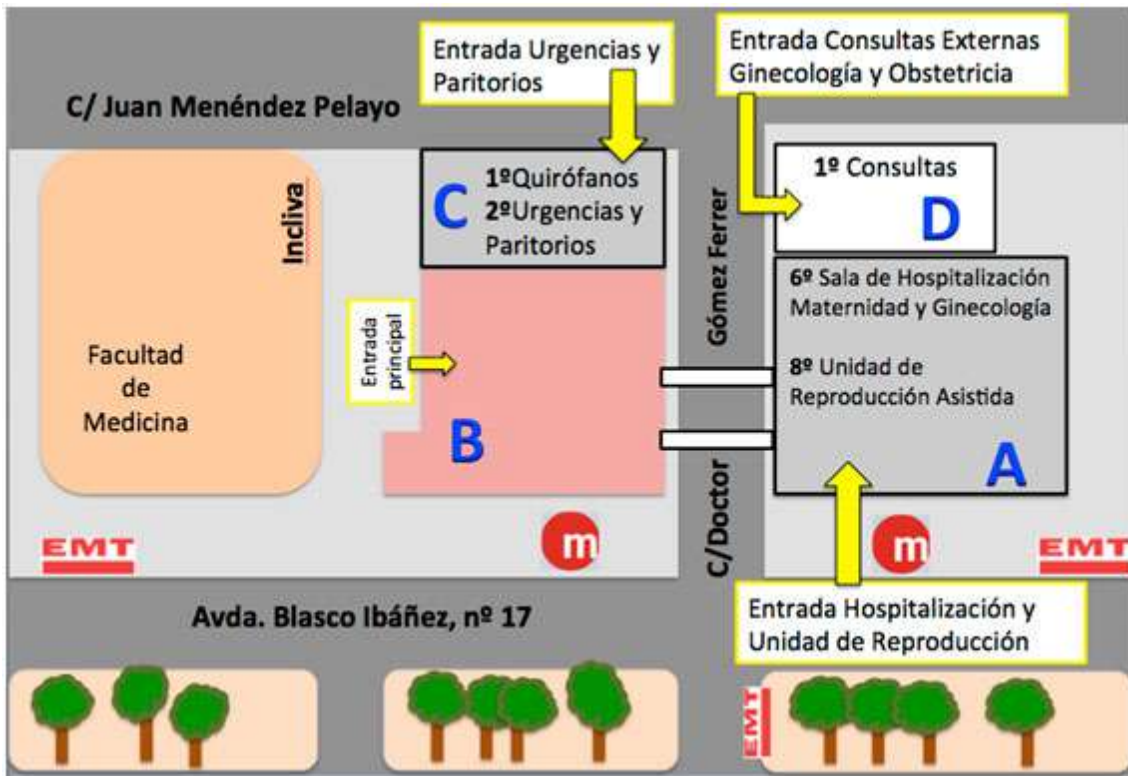 Entrada Urgencias y
Paritorios
Entrada Consultas Externas
Ginecología y Obstetricia
C/ Juan Menéndez Pelayo
Incliva
Facultad
de
Medicina
C
1º Quirófanos
2º Urgencias y
Paritorios
Entrada
principal
B
C/Doctor Gómez Ferrer
1º Consultas
D
6º Sala de Hospitalización
Maternidad y Ginecología
8º Unidad de
Reproducción Asistida
A
EMT
m
m
EMT
Avda. Blasco Ibáñez, nº 17
Entrada Hospitalización y
Unidad de Reproducción
EMT